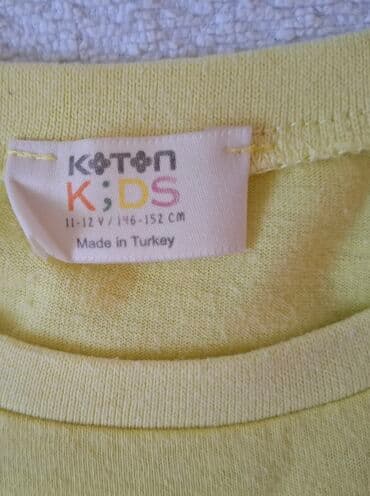 KOTON
K;DS
11-12 Y / 146-152 CM
Made in Turkey